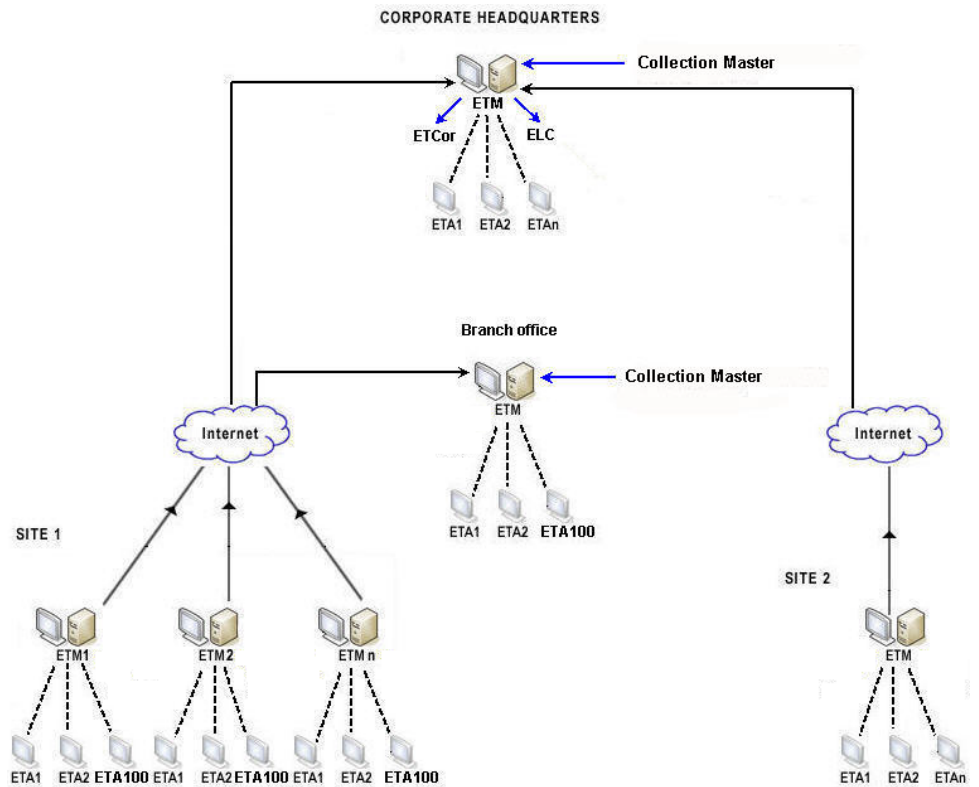 CORPORATE HEADQUARTERS
Collection Master
ETM
ETCor
ELC
ETA1
ETA2
ETAn
Branch office
Collection Master
ETM
Internet
Internet
ETA1
ETA2
ETA100
SITE 1
SITE 2
ETM1
ETM2
ETM n
ETM
ETA1
ETA2
ETA100
ETA1
ETA2
ETA100
ETA1
ETA2
ETA100
ETA1
ETA2
ETAn